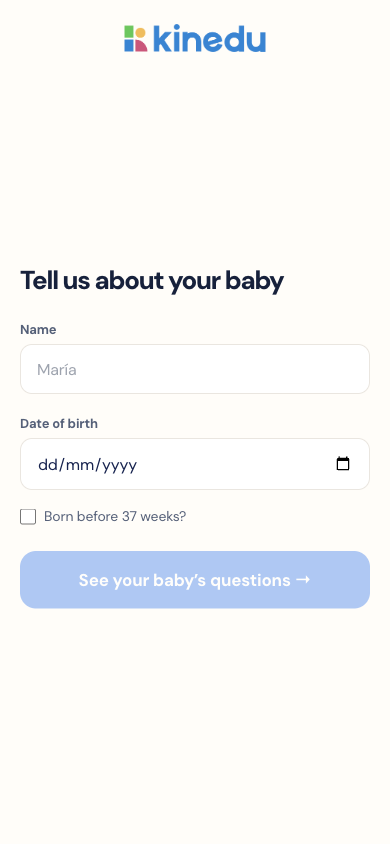 kinedu
Tell us about your baby
Name
María
Date of birth
dd/mm/yyyy
Born before 37 weeks?
See your baby’s questions →